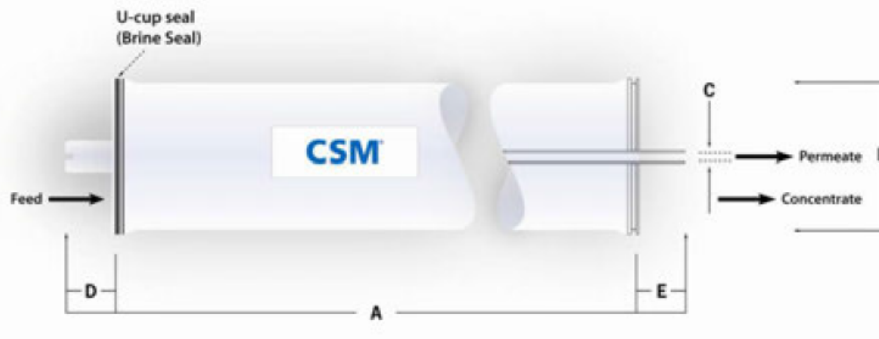 U-cup seal
(Brine Seal)
CSM
C
Permeate
Feed
Concentrate
D
E
A